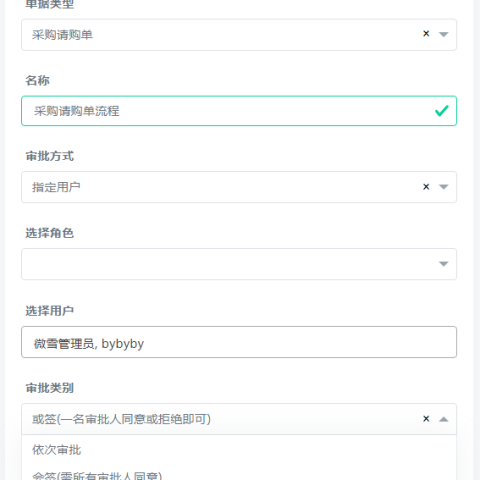 单据类型
采购请购单
名称
采购请购单流程
审批方式
指定用户
选择角色
选择用户
微雪管理员, bybyby
审批类别
或签(一名审批人同意或拒绝即可)
依次审批
会签(需所有审批人同意)